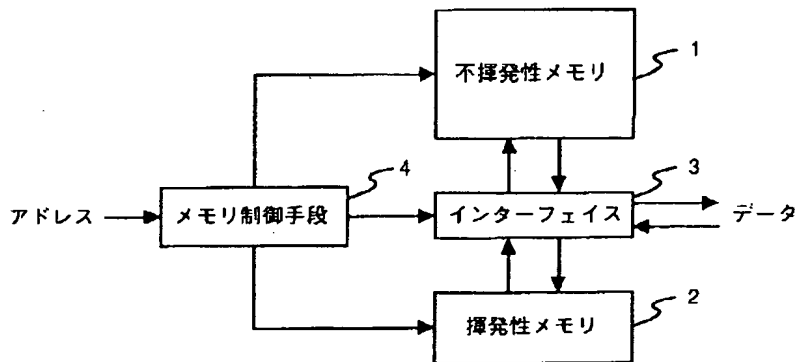 不揮発性メモリ
1
4
3
アドレス
メモリ制御手段
インターフェイス
データ
2
揮発性メモリ